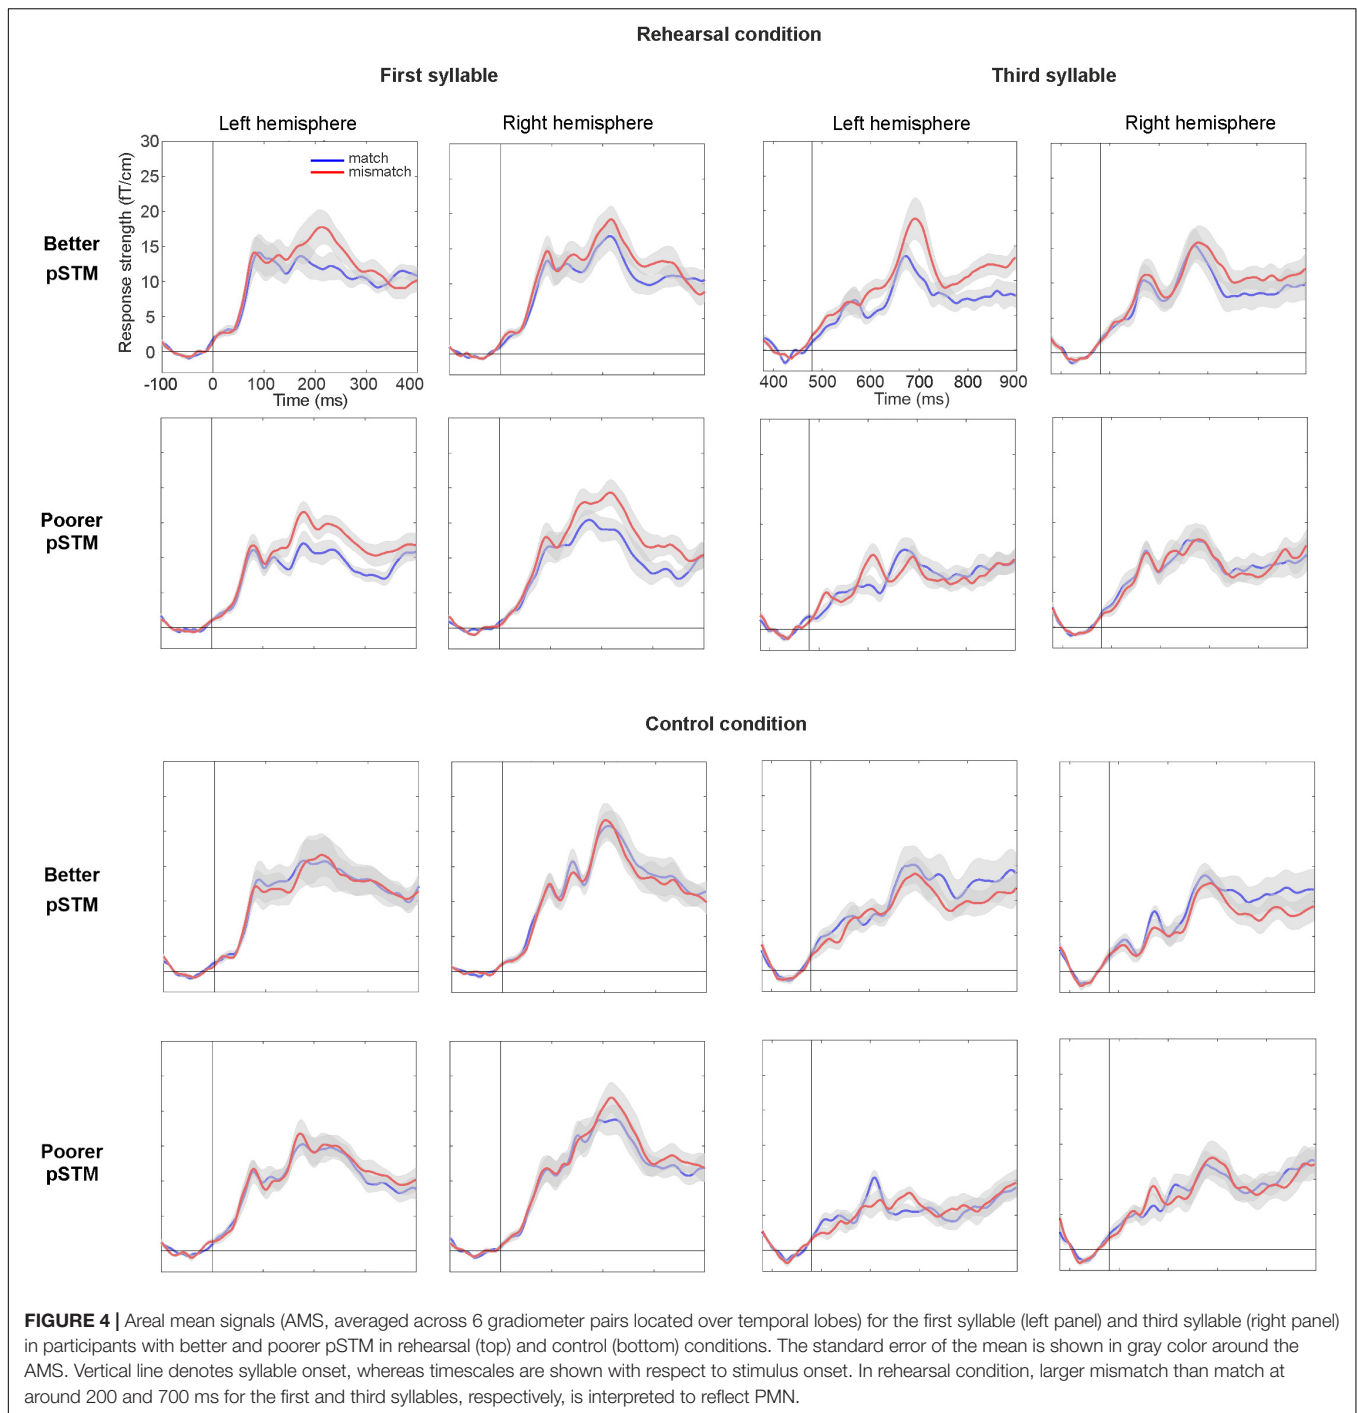 Rehearsal condition
First syllable
Third syllable
Left hemisphere
Right hemisphere
Left hemisphere
Right hemisphere
Better
pSTM
Response strength (fT/cm)
30
25
20
15
10
5
0
match
mismatch
-100 0 100 200 300 400
Time (ms)
400 500 600 700 800 900
Time (ms)
Poorer
pSTM
Control condition
Better
pSTM
Poorer
pSTM
FIGURE 4 | Areal mean signals (AMS, averaged across 6 gradiometer pairs located over temporal lobes) for the first syllable (left panel) and third syllable (right panel)
in participants with better and poorer pSTM in rehearsal (top) and control (bottom) conditions. The standard error of the mean is shown in gray color around the
AMS. Vertical line denotes syllable onset, whereas timescales are shown with respect to stimulus onset. In rehearsal condition, larger mismatch than match at
around 200 and 700 ms for the first and third syllables, respectively, is interpreted to reflect PMN.